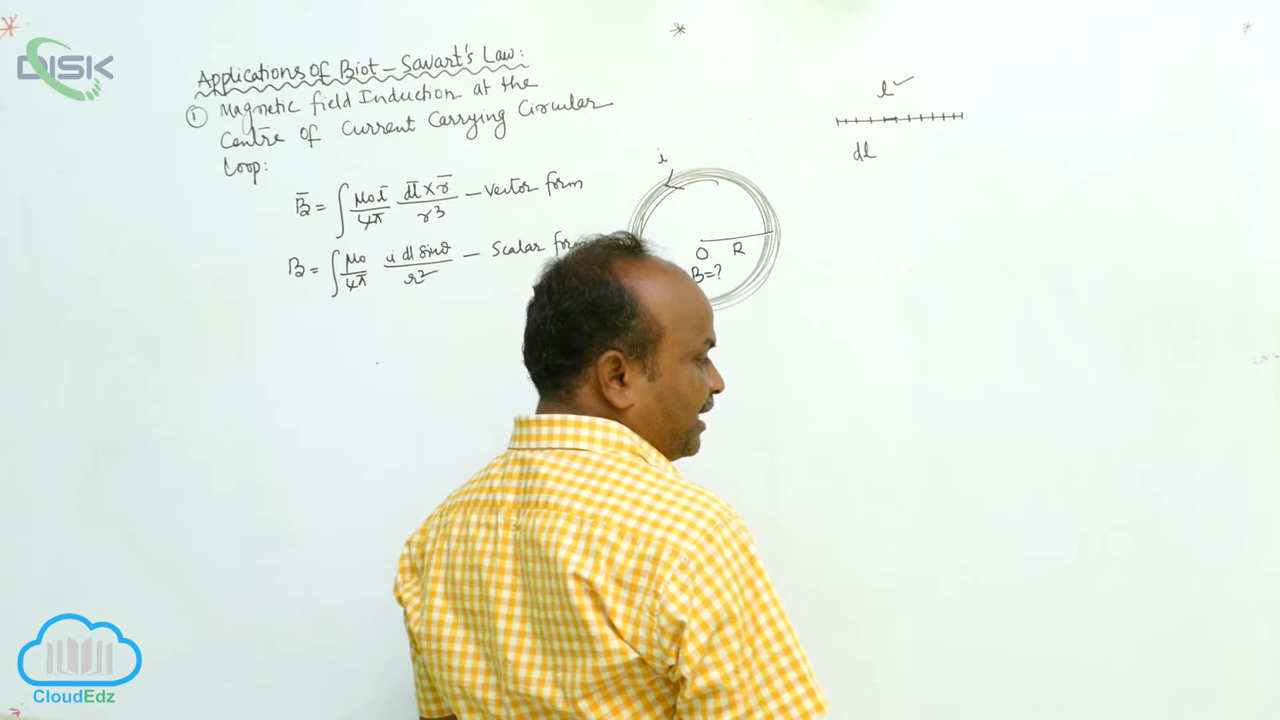 DISK
Applications of Biot-Savart's Law:
① Magnetic field Induction at the
Centre of Current Carrying Circular
Loop:
B̄ = ∫ μ₀i/4π (d̄l × r̄)/r³ — Vector form
B = ∫ μ₀/4π (i dl sinθ)/r² — Scalar form
i
O R
B=?
l ✓
dl
CloudEdz